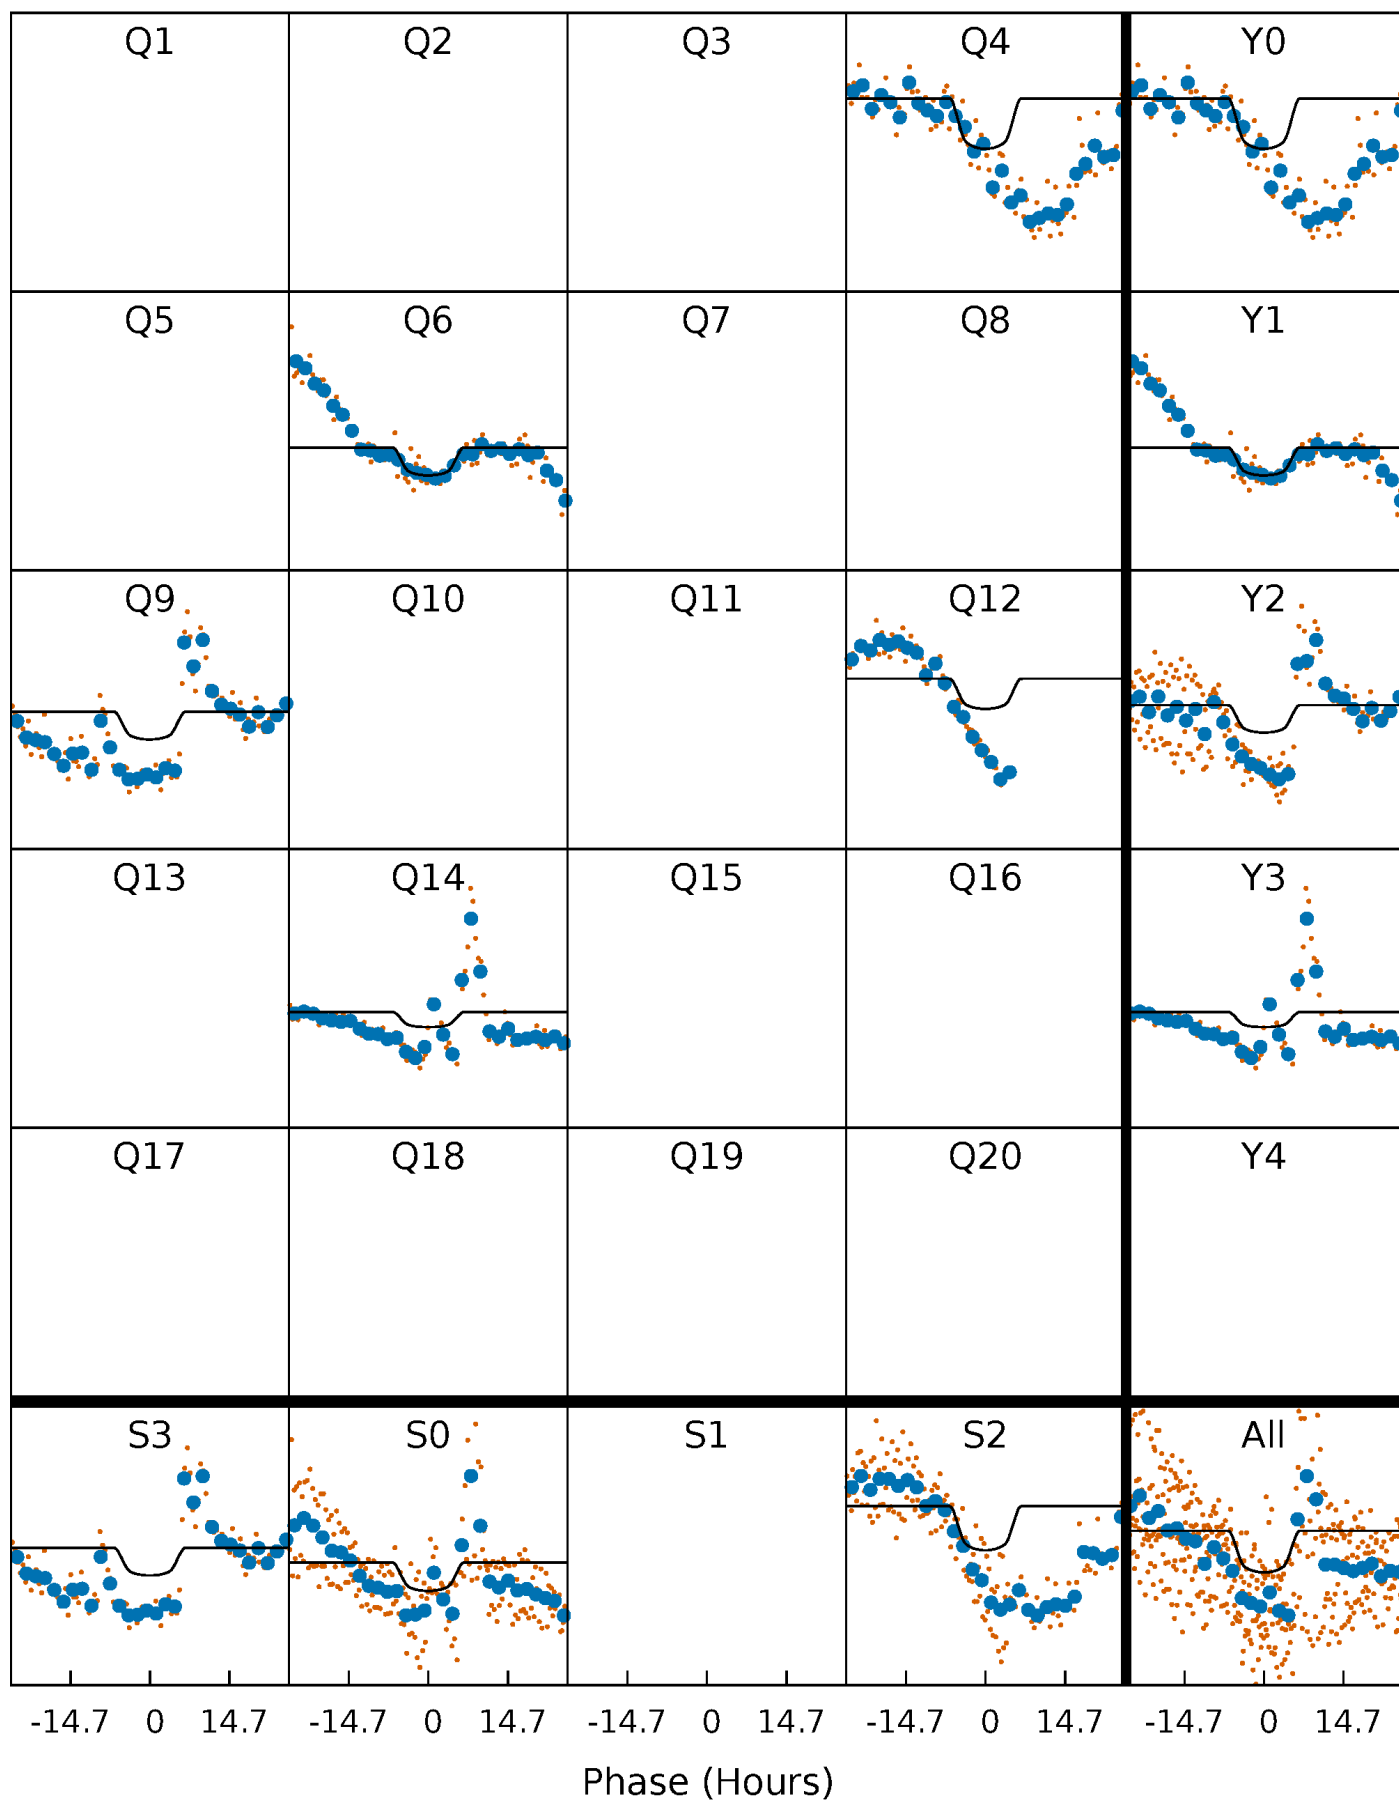 Q1 Q2 Q3 Q4 Y0
Q5 Q6 Q7 Q8 Y1
Q9 Q10 Q11 Q12 Y2
Q13 Q14 Q15 Q16 Y3
Q17 Q18 Q19 Q20 Y4
S3 S0 S1 S2 All
-14.7 0 14.7 -14.7 0 14.7 -14.7 0 14.7 -14.7 0 14.7 -14.7 0 14.7
Phase (Hours)